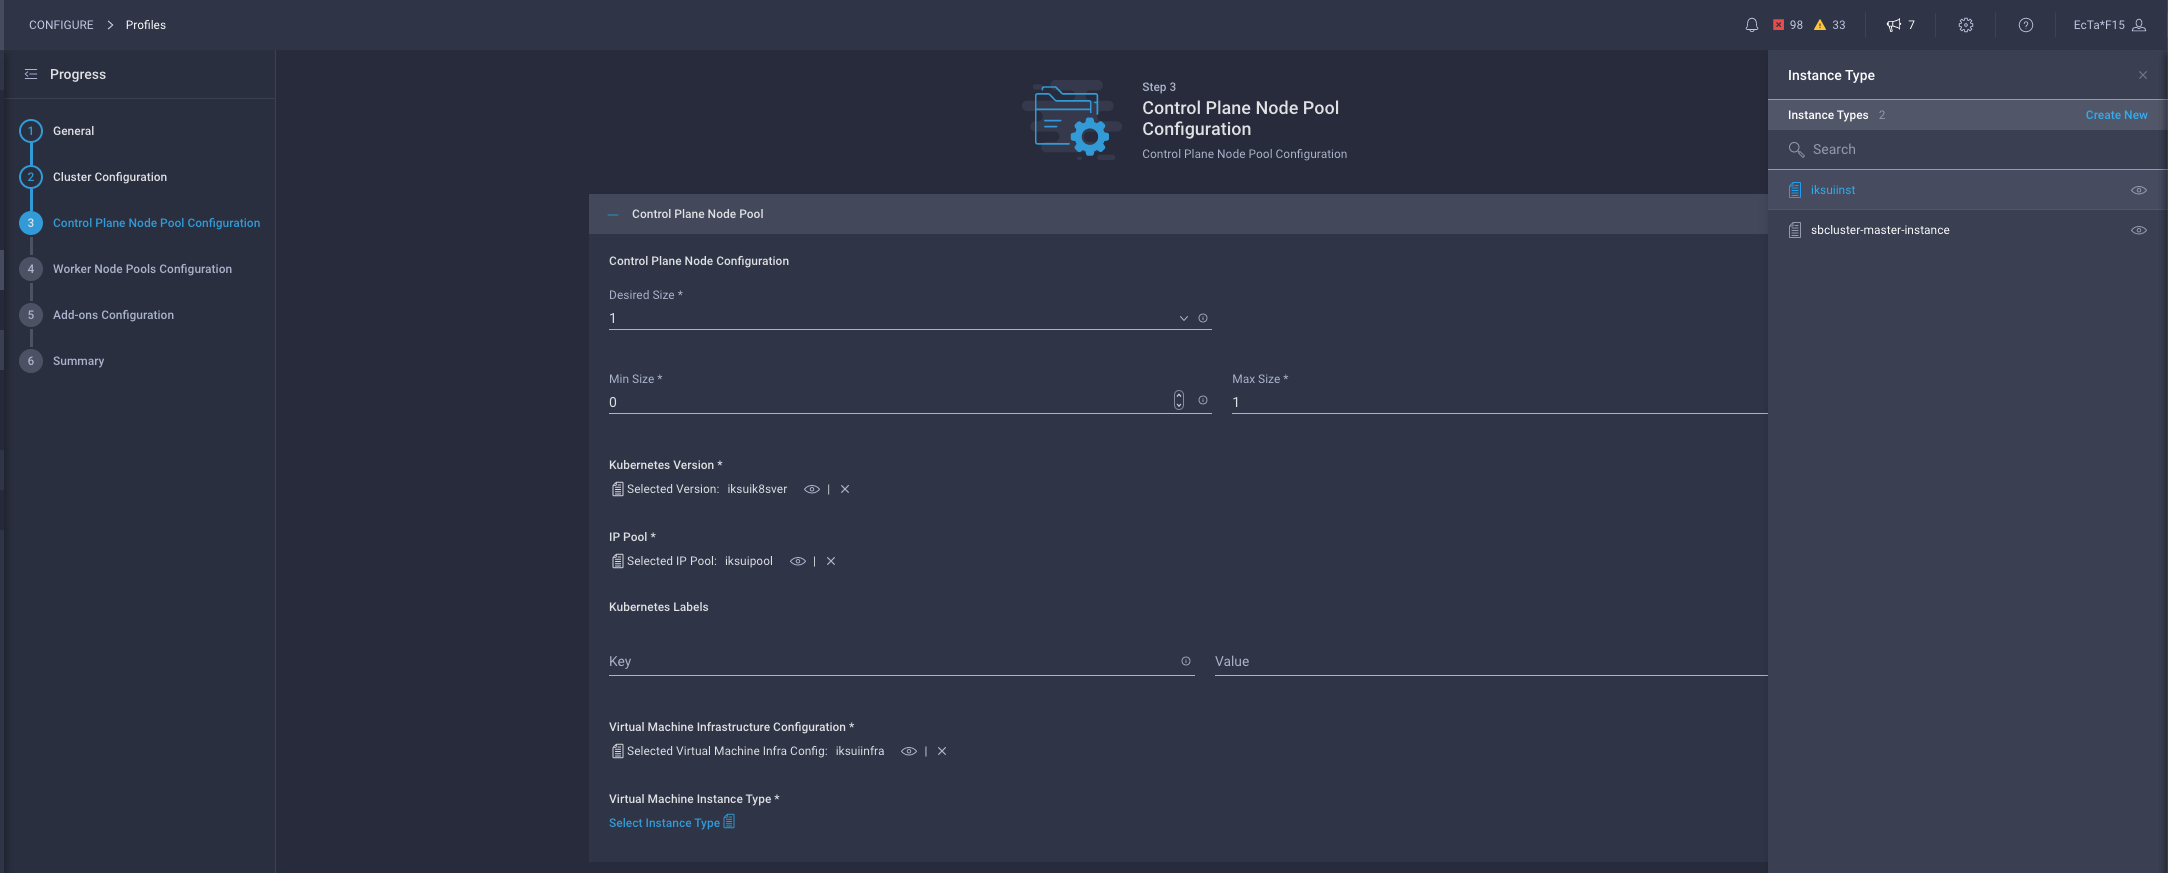 CONFIGURE > Profiles
98 33 7 EcTa*F15
Progress
1 General
2 Cluster Configuration
3 Control Plane Node Pool Configuration
4 Worker Node Pools Configuration
5 Add-ons Configuration
6 Summary
Step 3
Control Plane Node Pool
Configuration
Control Plane Node Pool Configuration
Control Plane Node Pool
Control Plane Node Configuration
Desired Size *
1
Min Size * Max Size *
0 1
Kubernetes Version *
Selected Version: iksuik8sver | ×
IP Pool *
Selected IP Pool: iksuipool | ×
Kubernetes Labels
Key Value
Virtual Machine Infrastructure Configuration *
Selected Virtual Machine Infra Config: iksuiinfra | ×
Virtual Machine Instance Type *
Select Instance Type
Instance Type ×
Instance Types 2 Create New
Search
iksuiinst
sbcluster-master-instance